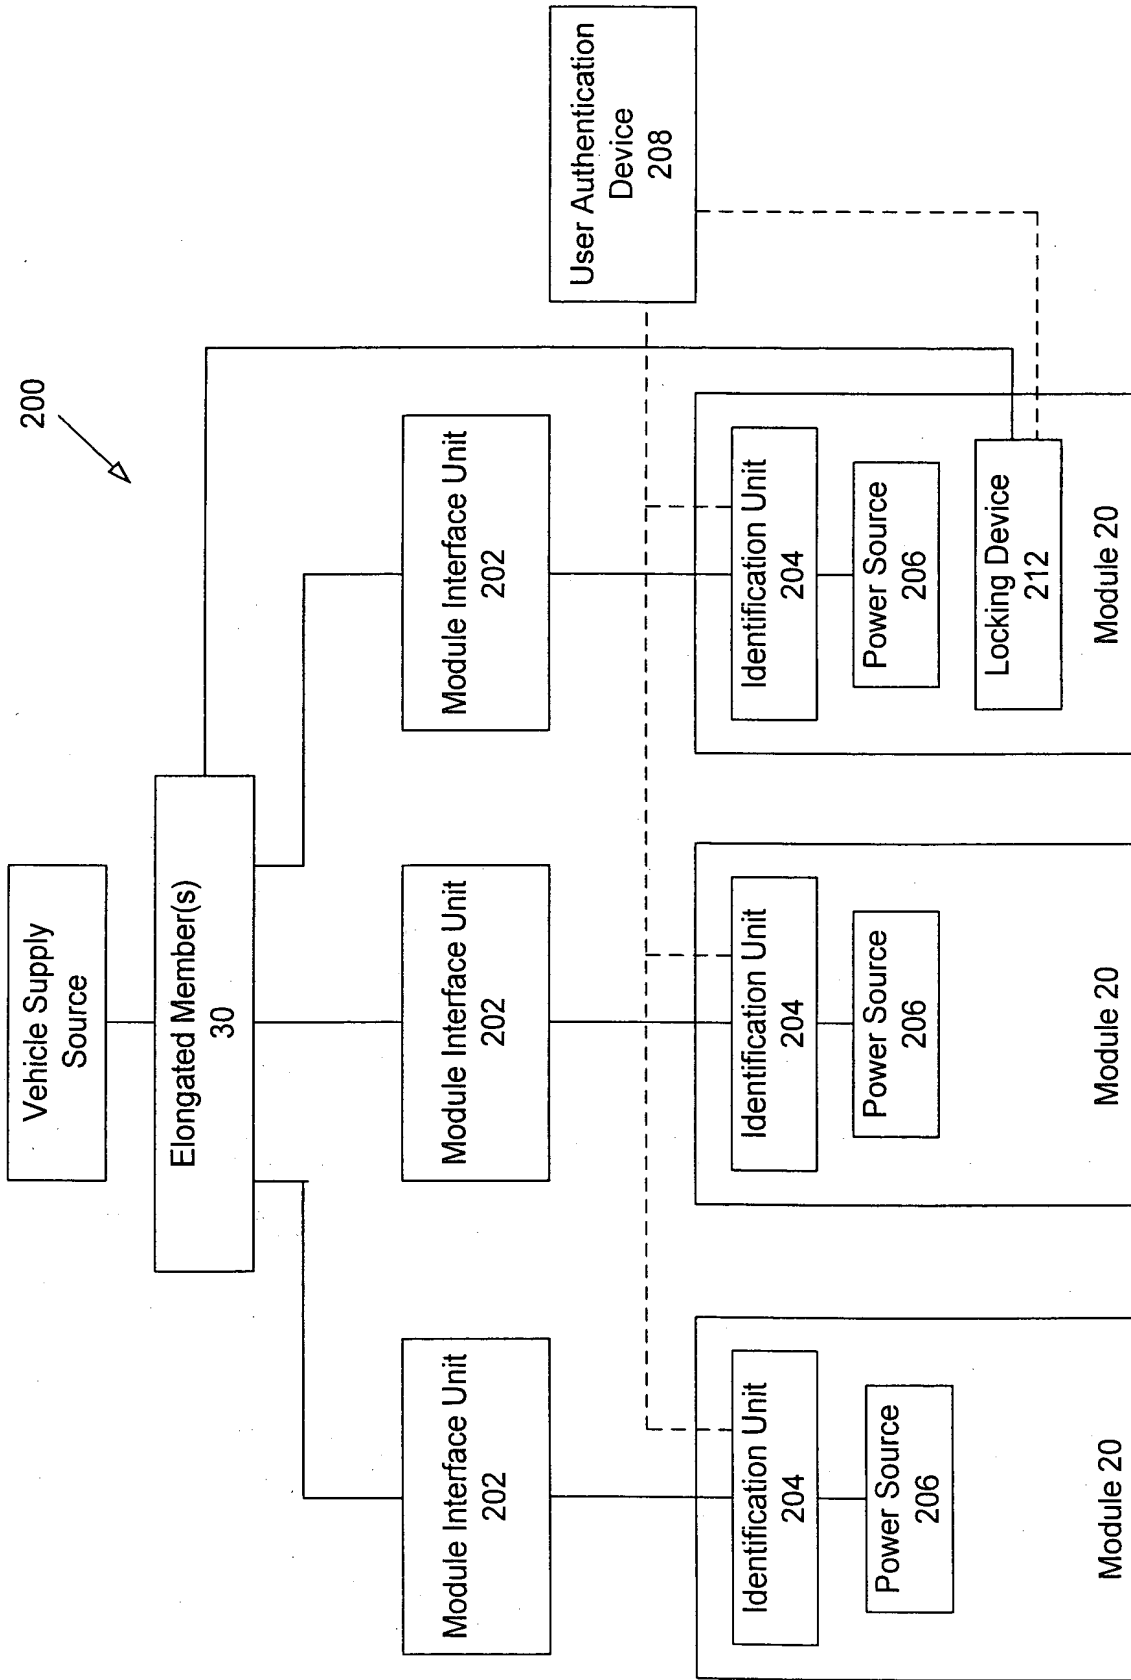 200
Vehicle Supply
Source
Elongated Member(s)
30
Module Interface Unit
202
Module Interface Unit
202
Module Interface Unit
202
User Authentication
Device
208
Identification Unit
204
Power Source
206
Module 20
Identification Unit
204
Power Source
206
Module 20
Identification Unit
204
Power Source
206
Locking Device
212
Module 20